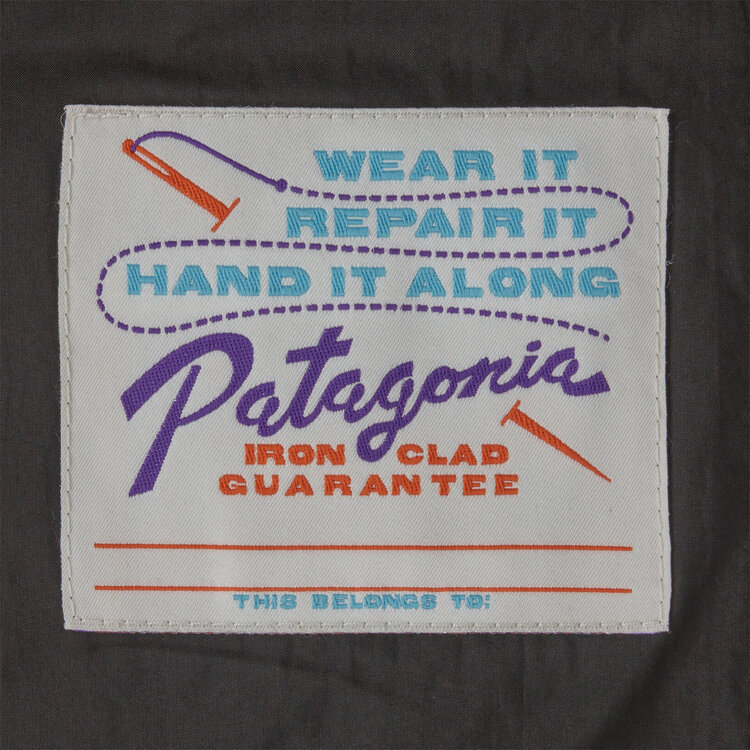 WEAR IT
REPAIR IT
HAND IT ALONG
Patagonia
IRON CLAD
GUARANTEE
THIS BELONGS TO: